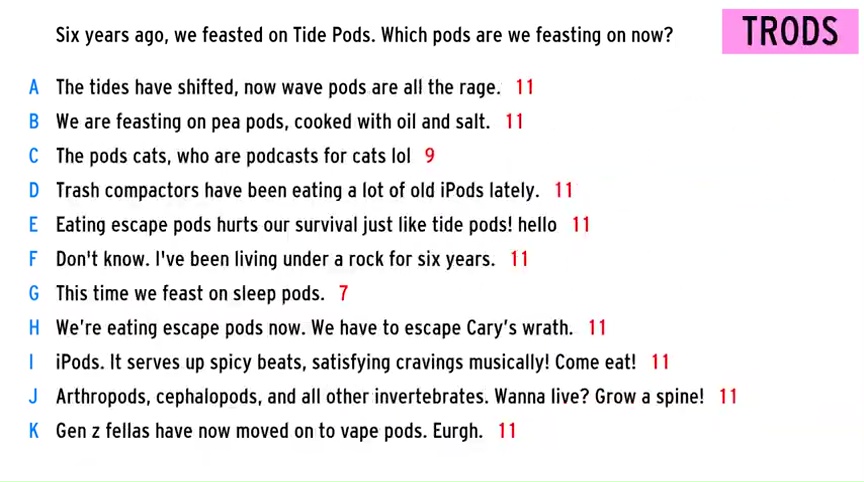 Six years ago, we feasted on Tide Pods. Which pods are we feasting on now?
TRODS
A The tides have shifted, now wave pods are all the rage. 11
B We are feasting on pea pods, cooked with oil and salt. 11
C The pods cats, who are podcasts for cats lol 9
D Trash compactors have been eating a lot of old iPods lately. 11
E Eating escape pods hurts our survival just like tide pods! hello 11
F Don't know. I've been living under a rock for six years. 11
G This time we feast on sleep pods. 7
H We're eating escape pods now. We have to escape Cary's wrath. 11
I iPods. It serves up spicy beats, satisfying cravings musically! Come eat! 11
J Arthropods, cephalopods, and all other invertebrates. Wanna live? Grow a spine! 11
K Gen z fellas have now moved on to vape pods. Eurgh. 11